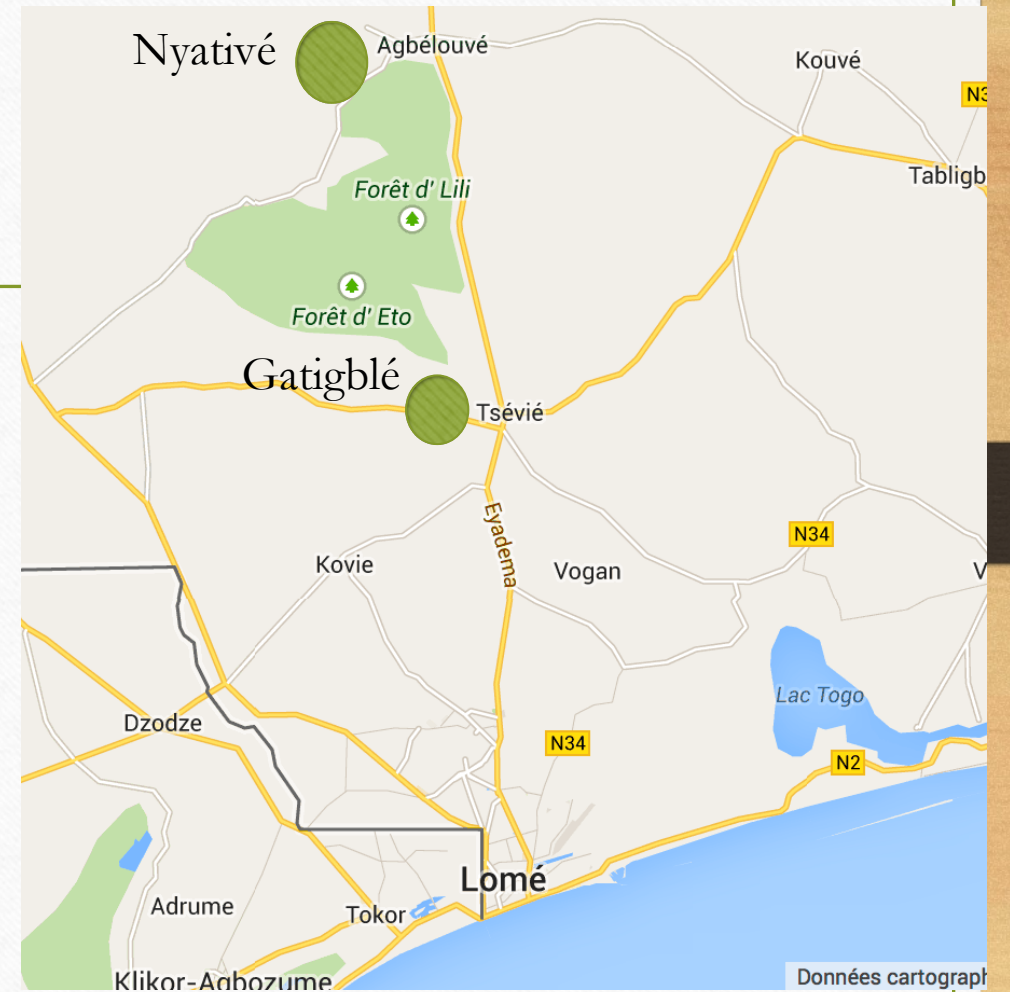 Nyativé
Agbélouvé
Kouvé
N3
Tabligb
Forêt d' Lili
Forêt d' Eto
Gatigblé
Tsévié
Eyadema
N34
Kovie
Vogan
V
Lac Togo
Dzodze
N34
N2
Lomé
Adrume
Tokor
Klikor-Agbozume
Données cartograph